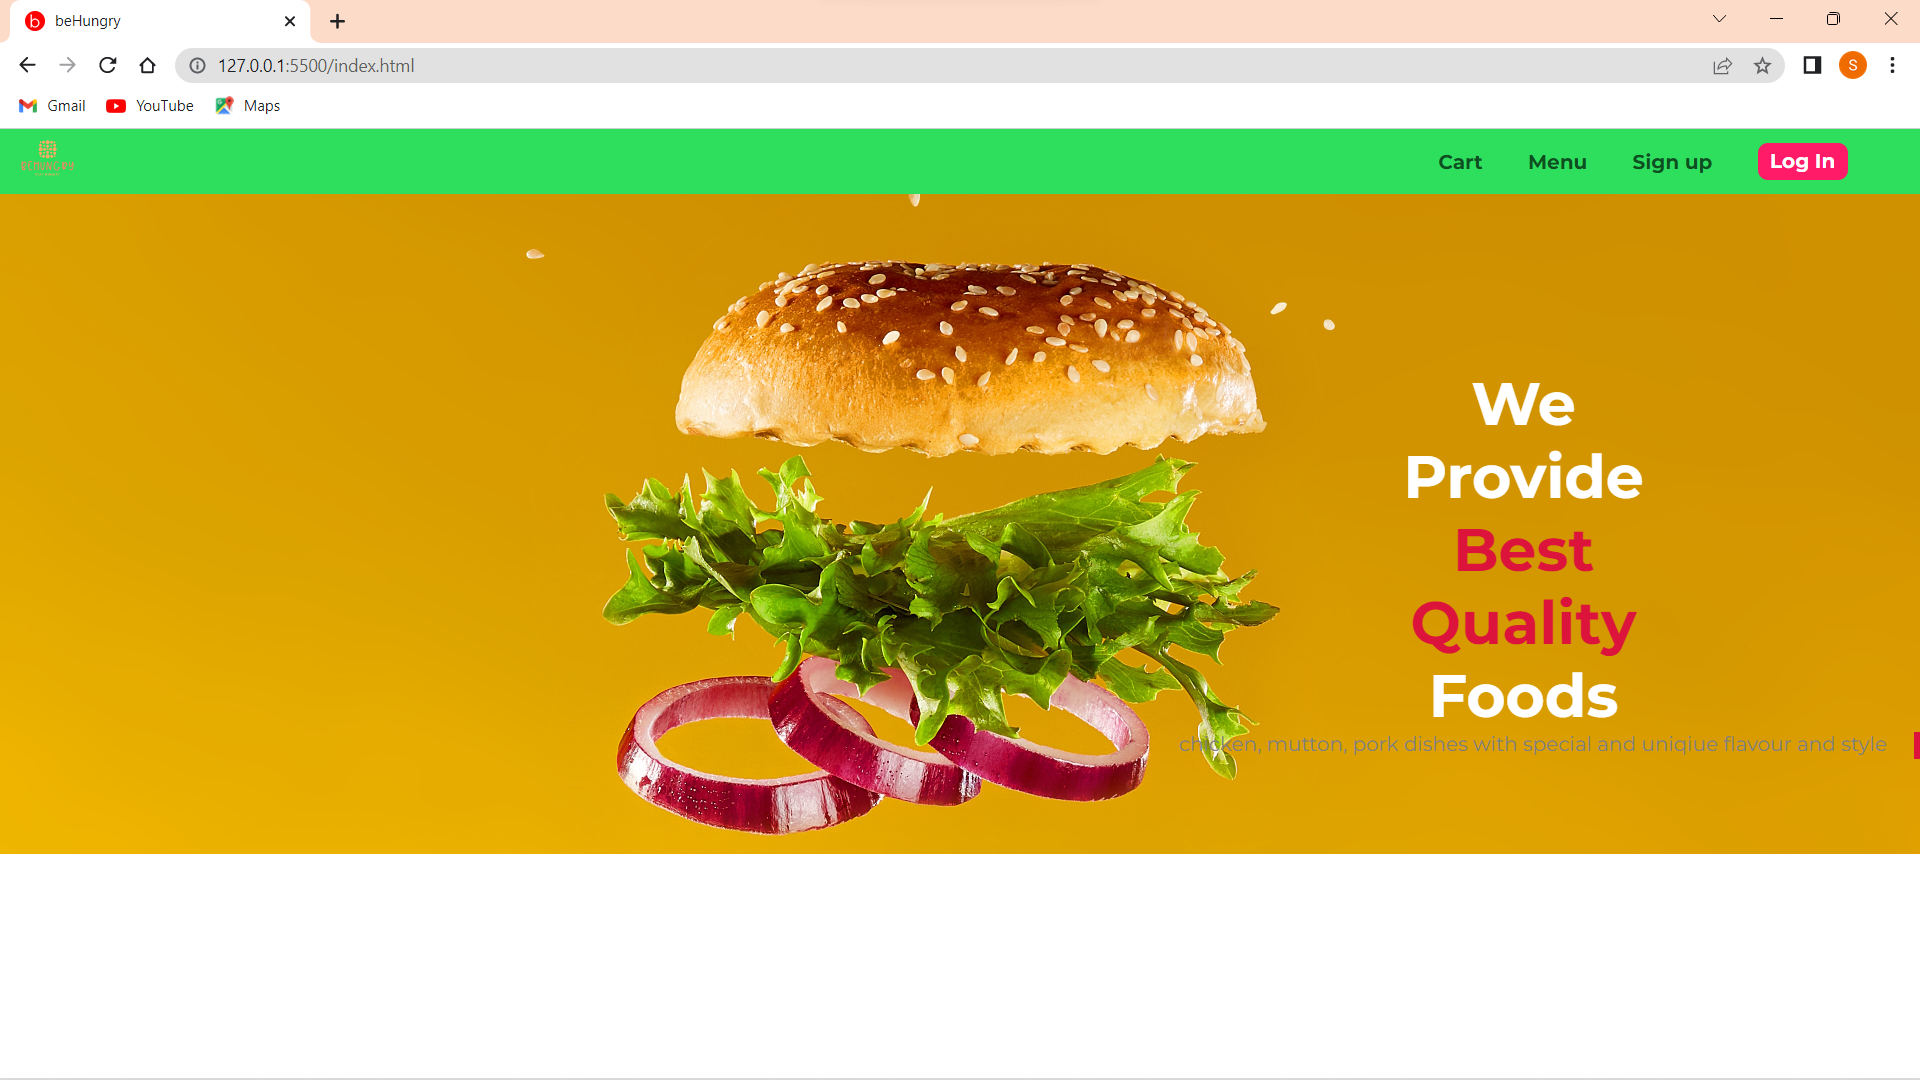 beHungry
127.0.0.1:5500/index.html
S
Gmail YouTube Maps
Cart Menu Sign up Log In
We
Provide
Best
Quality
Foods
chicken, mutton, pork dishes with special and uniqiue flavour and style